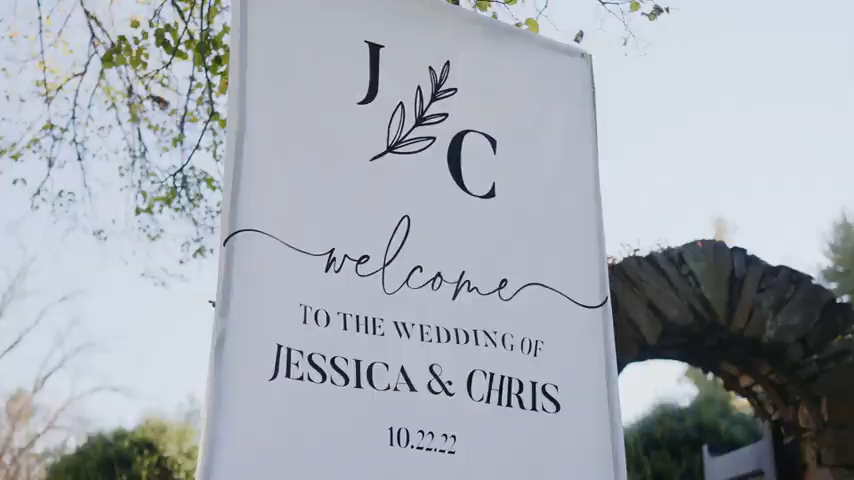 J
C
welcome
TO THE WEDDING OF
JESSICA & CHRIS
10.22.22